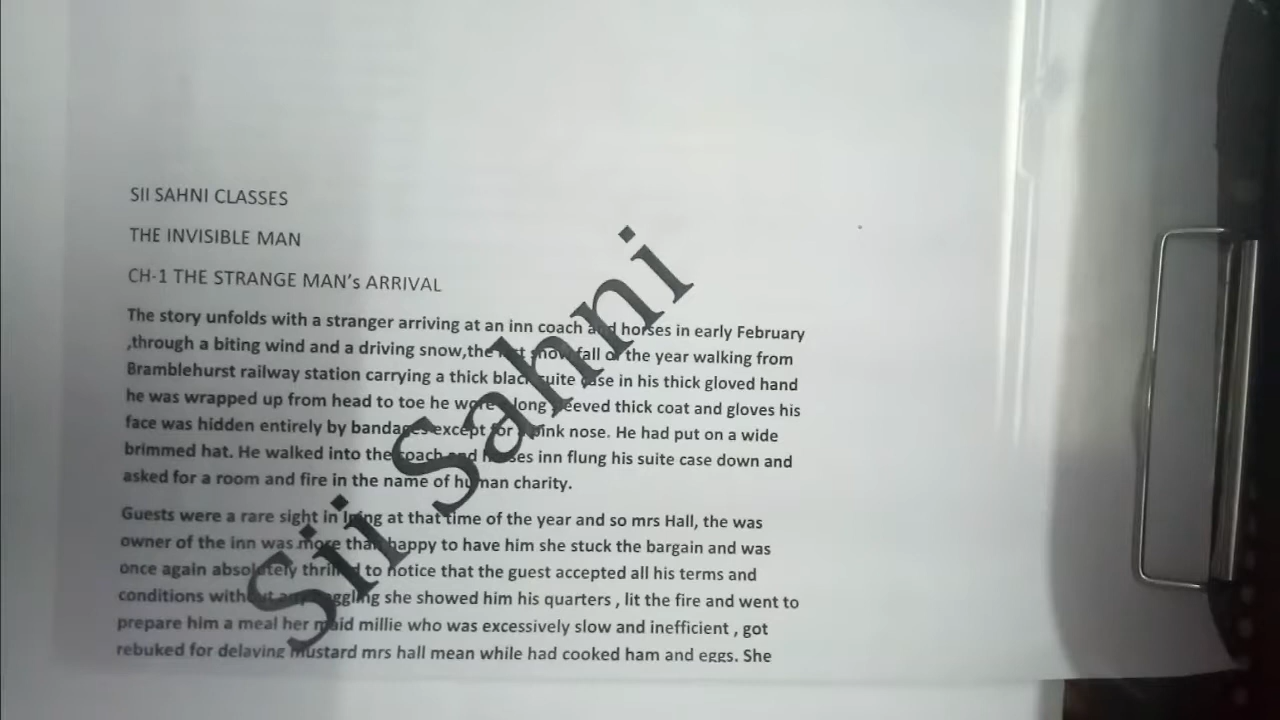 SII SAHNI CLASSES
THE INVISIBLE MAN
CH-1 THE STRANGE MAN's ARRIVAL
The story unfolds with a stranger arriving at an inn coach and horses in early February
,through a biting wind and a driving snow,the last snow fall of the year walking from
Bramblehurst railway station carrying a thick black suite case in his thick gloved hand
he was wrapped up from head to toe he wore long sleeved thick coat and gloves his
face was hidden entirely by bandages except for a pink nose. He had put on a wide
brimmed hat. He walked into the coach and horses inn flung his suite case down and
asked for a room and fire in the name of human charity.
Guests were a rare sight in Iping at that time of the year and so mrs Hall, the was
owner of the inn was more than happy to have him she stuck the bargain and was
once again absolutely thrilled to notice that the guest accepted all his terms and
conditions without any haggling she showed him his quarters , lit the fire and went to
prepare him a meal her maid millie who was excessively slow and inefficient , got
rebuked for delaying mustard mrs hall mean while had cooked ham and eggs. She
Sii Sahni